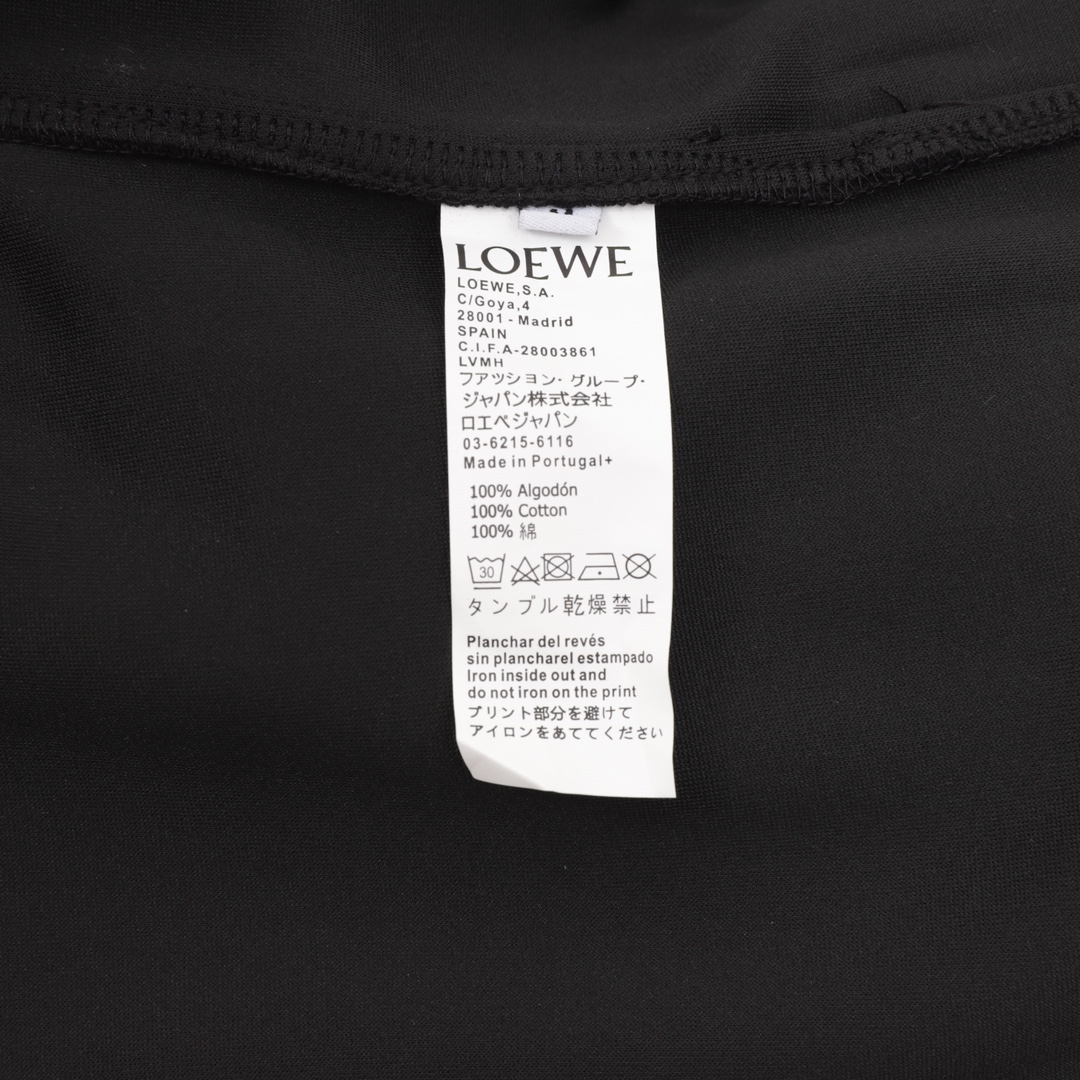 LOEWE
LOEWE,S.A.
C/Goya,4
28001 - Madrid
SPAIN
C.I.F.A-28003861
LVMH
ファツション・グループ・
ジャパン株式会社
ロエベジャパン
03-6215-6116
Made in Portugal+
100% Algodón
100% Cotton
100% 綿
30
タンブル乾燥禁止
Planchar del revés
sin plancharel estampado
Iron inside out and
do not iron on the print
プリント部分を避けて
アイロンをあててください